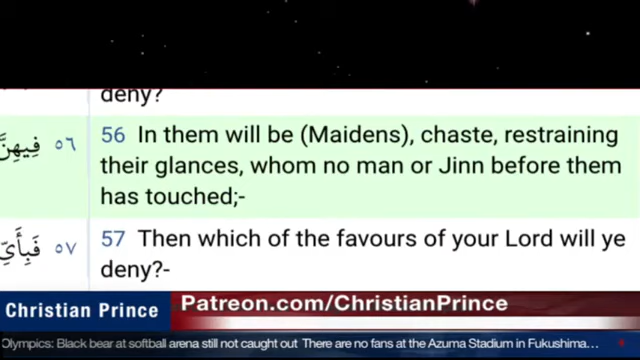 deny?
فِيهِنَّ ٥٦ 56 In them will be (Maidens), chaste, restraining
their glances, whom no man or Jinn before them
has touched;-
فَبِأَيِّ ٥٧ 57 Then which of the favours of your Lord will ye
deny?-
Christian Prince Patreon.com/ChristianPrince
Olympics: Black bear at softball arena still not caught out There are no fans at the Azuma Stadium in Fukushima...